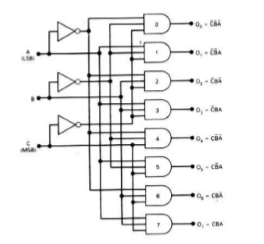 0 O₀ = C̄B̄Ā
A
(LSB)
1 O₁ = C̄B̄A
2 O₂ = C̄BĀ
B
3 O₃ = C̄BA
4 O₄ = CB̄Ā
C
(MSB)
5 O₅ = CB̄A
6 O₆ = CBĀ
7 O₇ = CBA